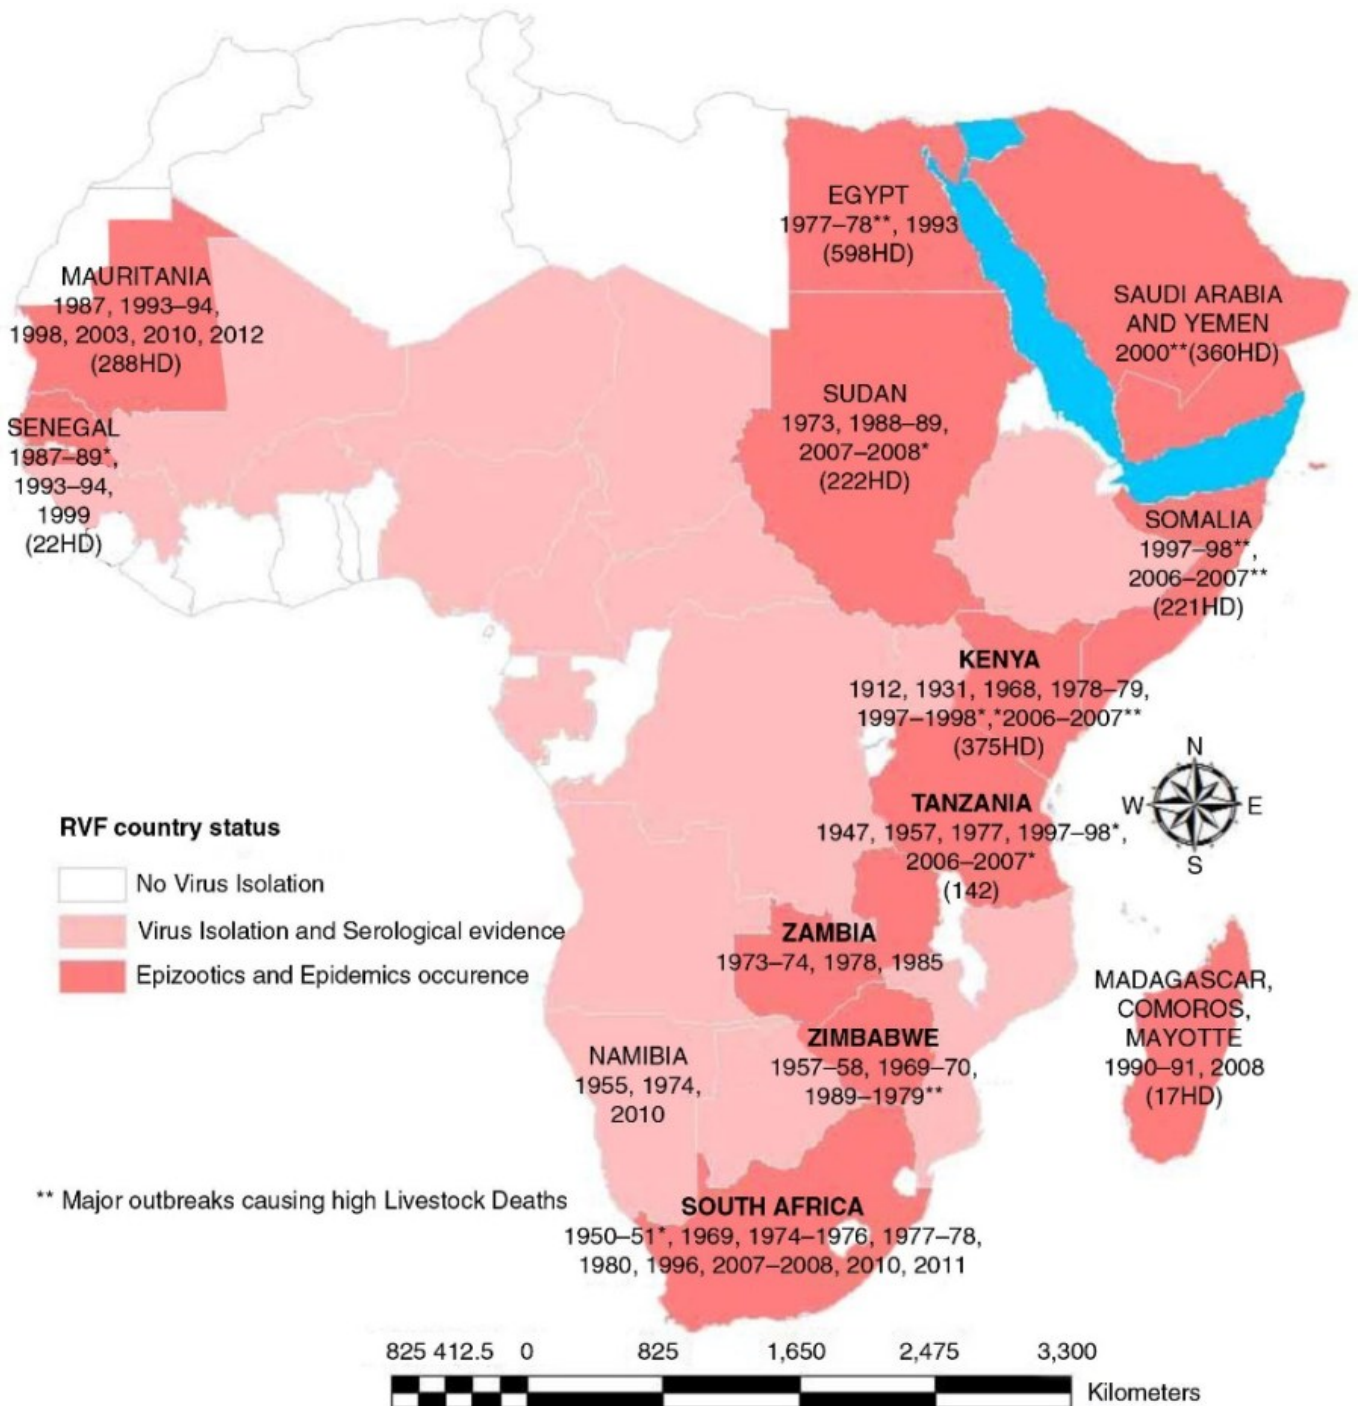 EGYPT
1977–78**, 1993
(598HD)
MAURITANIA
1987, 1993–94,
1998, 2003, 2010, 2012
(288HD)
SAUDI ARABIA
AND YEMEN
2000**(360HD)
SUDAN
1973, 1988–89,
2007–2008*
(222HD)
SENEGAL
1987–89*,
1993–94,
1999
(22HD)
SOMALIA
1997–98**,
2006–2007**
(221HD)
KENYA
1912, 1931, 1968, 1978–79,
1997–1998*,*2006–2007**
(375HD)
N
W
E
S
TANZANIA
1947, 1957, 1977, 1997–98*,
2006–2007*
(142)
RVF country status
No Virus Isolation
Virus Isolation and Serological evidence
Epizootics and Epidemics occurence
ZAMBIA
1973–74, 1978, 1985
MADAGASCAR,
COMOROS,
MAYOTTE
1990–91, 2008
(17HD)
ZIMBABWE
1957–58, 1969–70,
1989–1979**
NAMIBIA
1955, 1974,
2010
** Major outbreaks causing high Livestock Deaths
SOUTH AFRICA
1950–51*, 1969, 1974–1976, 1977–78,
1980, 1996, 2007–2008, 2010, 2011
825 412.5 0 825 1,650 2,475 3,300
Kilometers